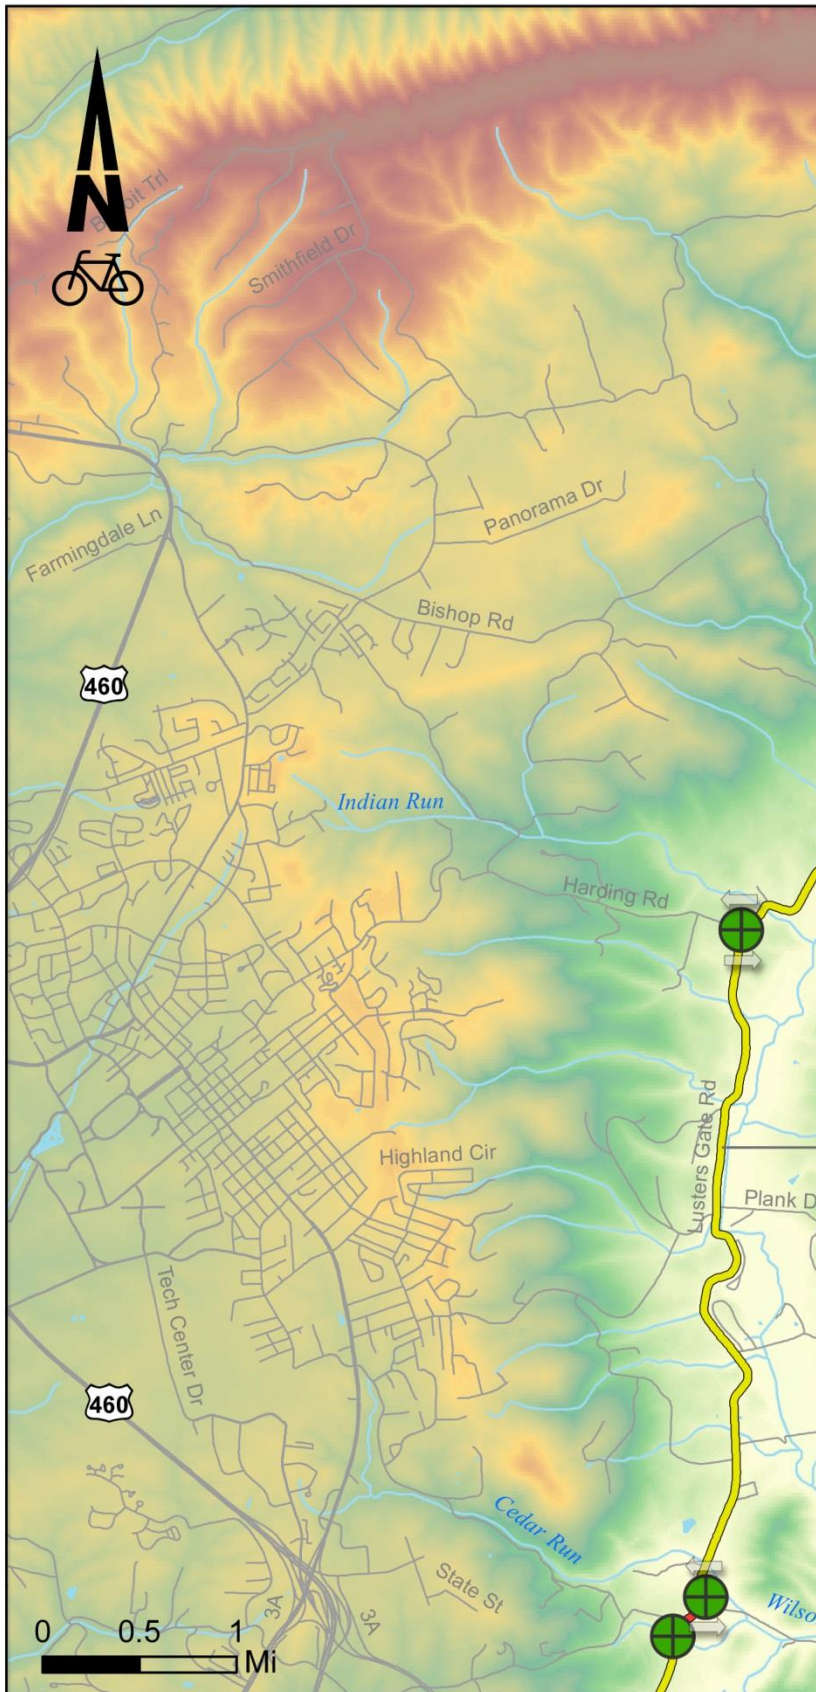 N
Smithfield Dr
Panorama Dr
Farmingdale Ln
Bishop Rd
460
Indian Run
Harding Rd
Lusters Gate Rd
Highland Cir
Plank D
Tech Center Dr
460
Cedar Run
State St
Wilso
3A
3A
0 0.5 1
Mi